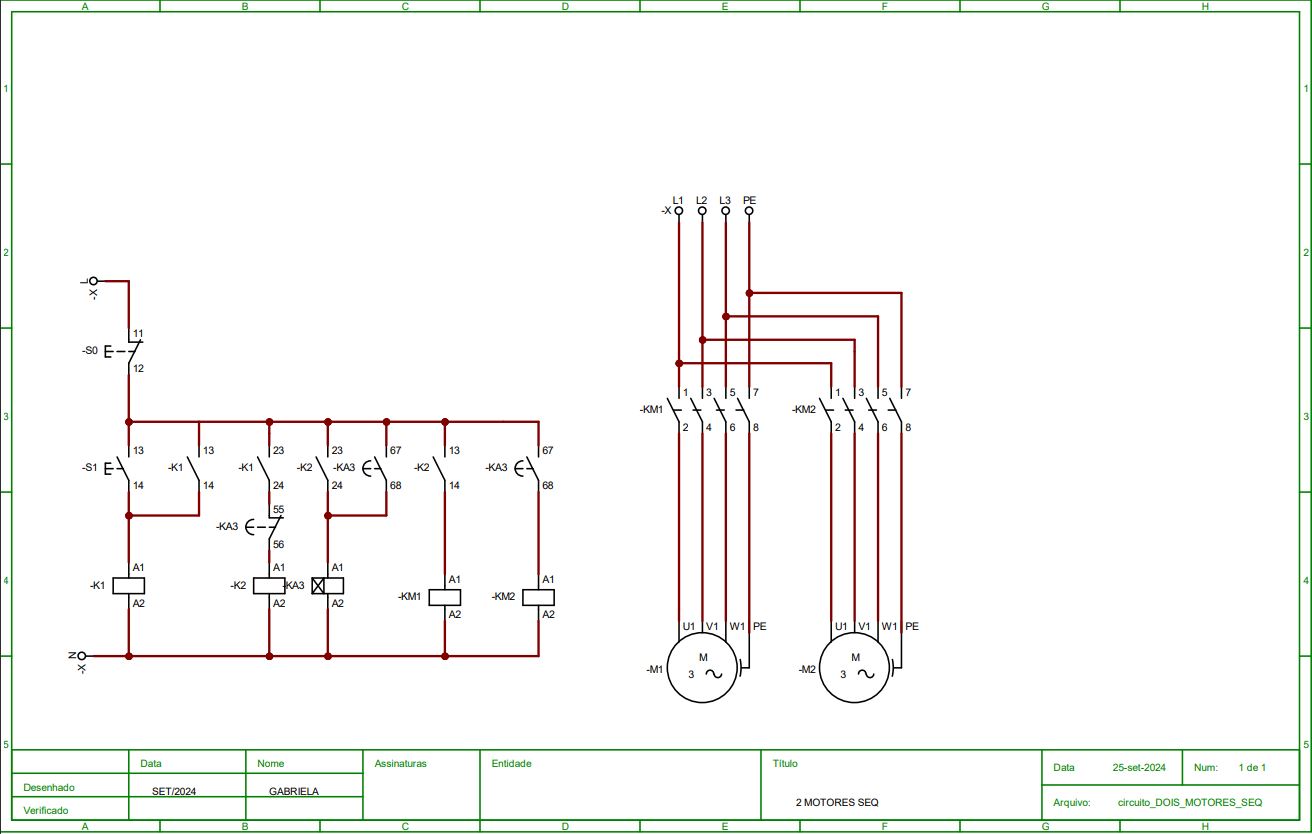 A B C D E F G H
1 1
L1 L2 L3 PE
-X
2 2
L
-X
11
-S0
12
1 3 5 7 1 3 5 7
-KM1 -KM2
2 4 6 8 2 4 6 8
3 3
13 13 23 23 67 13 67
-S1 -K1 -K1 -K2 -KA3 -K2 -KA3
14 14 24 24 68 14 68
55
-KA3
56
A1 A1 A1
-K1 -K2 -KA3
A2 A2 A2
A1 A1
-KM1 -KM2
A2 A2
4 4
U1 V1 W1 PE U1 V1 W1 PE
N
-X
M M
-M1 -M2
3 3
5 5
Data Nome Assinaturas Entidade Título Data 25-set-2024 Num: 1 de 1
Desenhado SET/2024 GABRIELA
2 MOTORES SEQ Arquivo: circuito_DOIS_MOTORES_SEQ
Verificado
A B C D E F G H